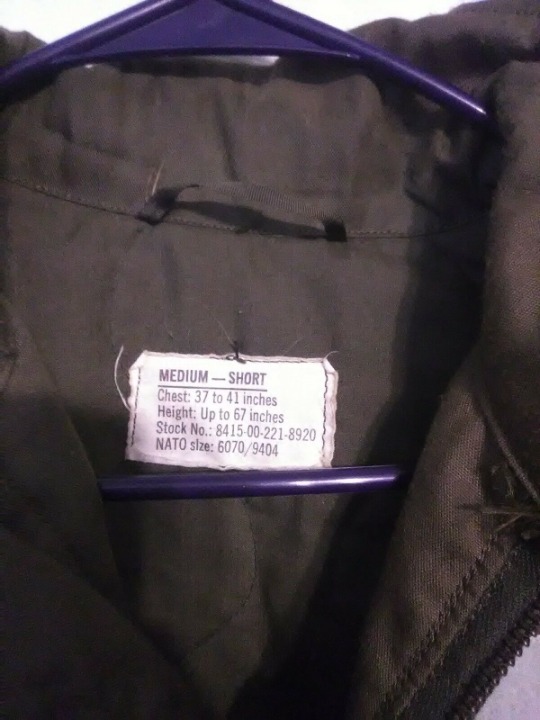 MEDIUM — SHORT
Chest: 37 to 41 inches
Height: Up to 67 inches
Stock No.: 8415-00-221-8920
NATO size: 6070/9404